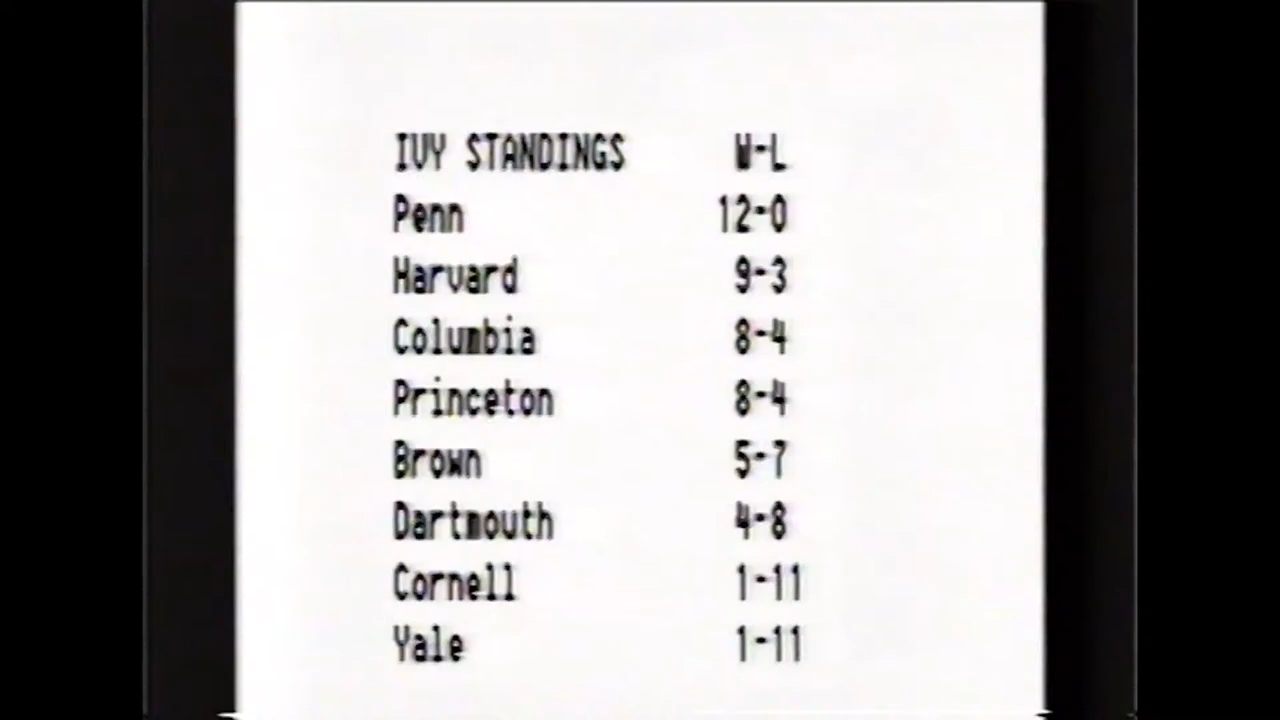 IVY STANDINGS W-L
Penn 12-0
Harvard 9-3
Columbia 8-4
Princeton 8-4
Brown 5-7
Dartmouth 4-8
Cornell 1-11
Yale 1-11